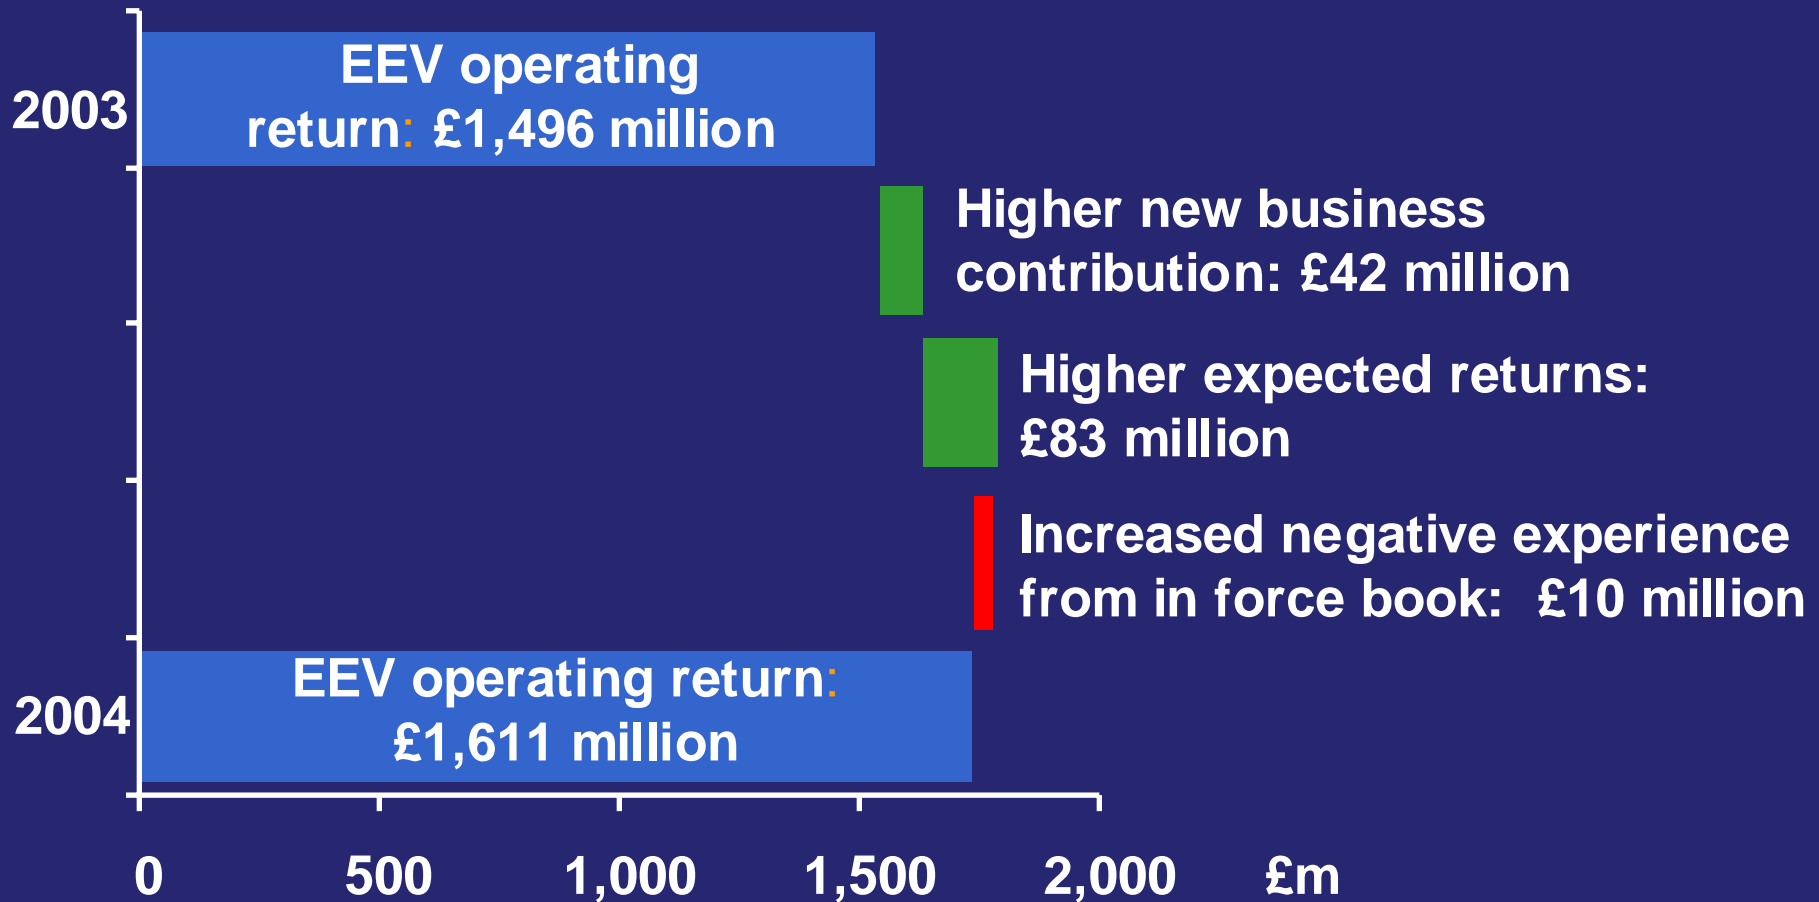 EEV operating
return: £1,496 million
2003
Higher new business
contribution: £42 million
Higher expected returns:
£83 million
Increased negative experience
from in force book: £10 million
EEV operating return:
£1,611 million
2004
0 500 1,000 1,500 2,000 £m